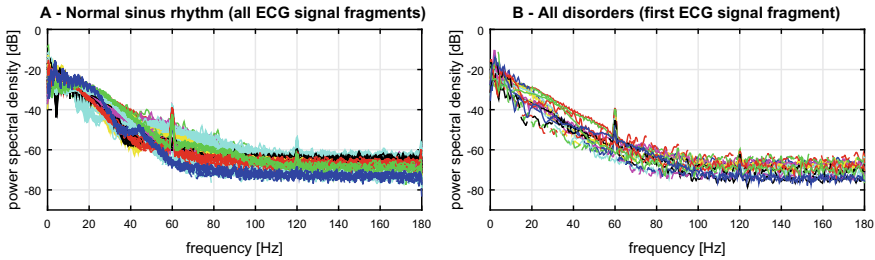 A - Normal sinus rhythm (all ECG signal fragments)
power spectral density [dB]
0
-20
-40
-60
-80
0 20 40 60 80 100 120 140 160 180
frequency [Hz]
B - All disorders (first ECG signal fragment)
power spectral density [dB]
0
-20
-40
-60
-80
0 20 40 60 80 100 120 140 160 180
frequency [Hz]